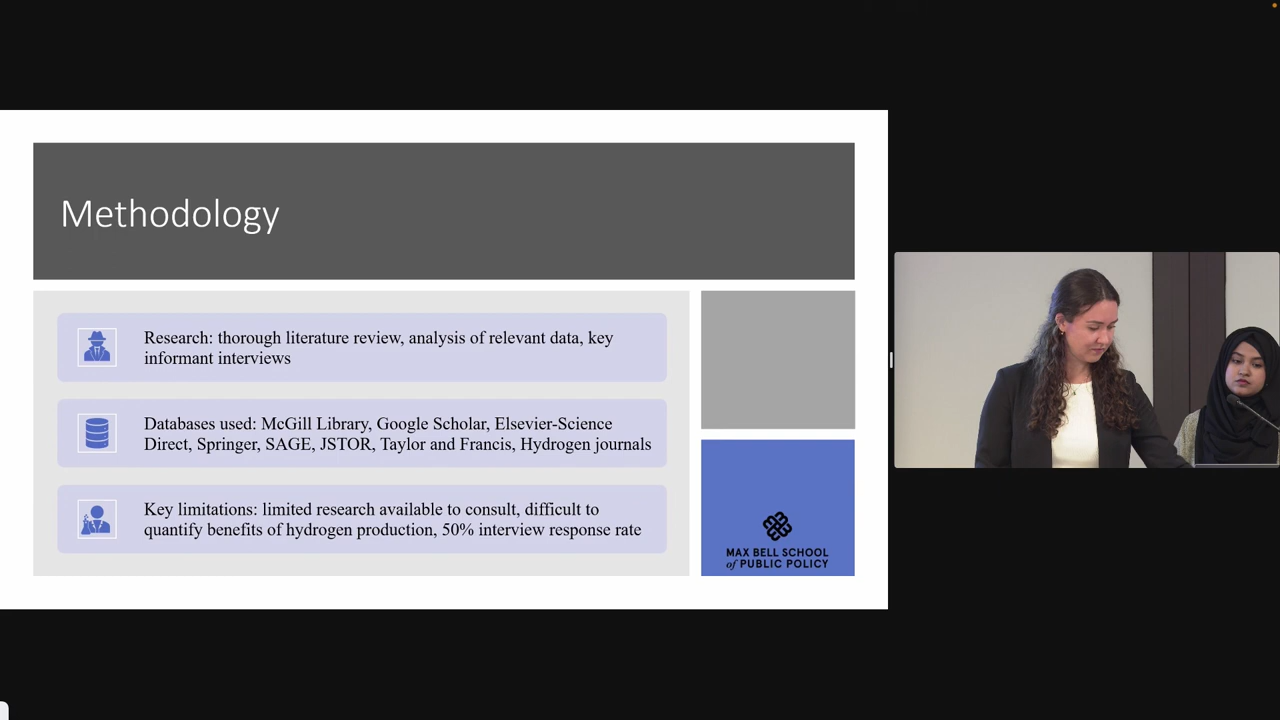 Methodology
Research: thorough literature review, analysis of relevant data, key
informant interviews
Databases used: McGill Library, Google Scholar, Elsevier-Science
Direct, Springer, SAGE, JSTOR, Taylor and Francis, Hydrogen journals
Key limitations: limited research available to consult, difficult to
quantify benefits of hydrogen production, 50% interview response rate
MAX BELL SCHOOL
of PUBLIC POLICY